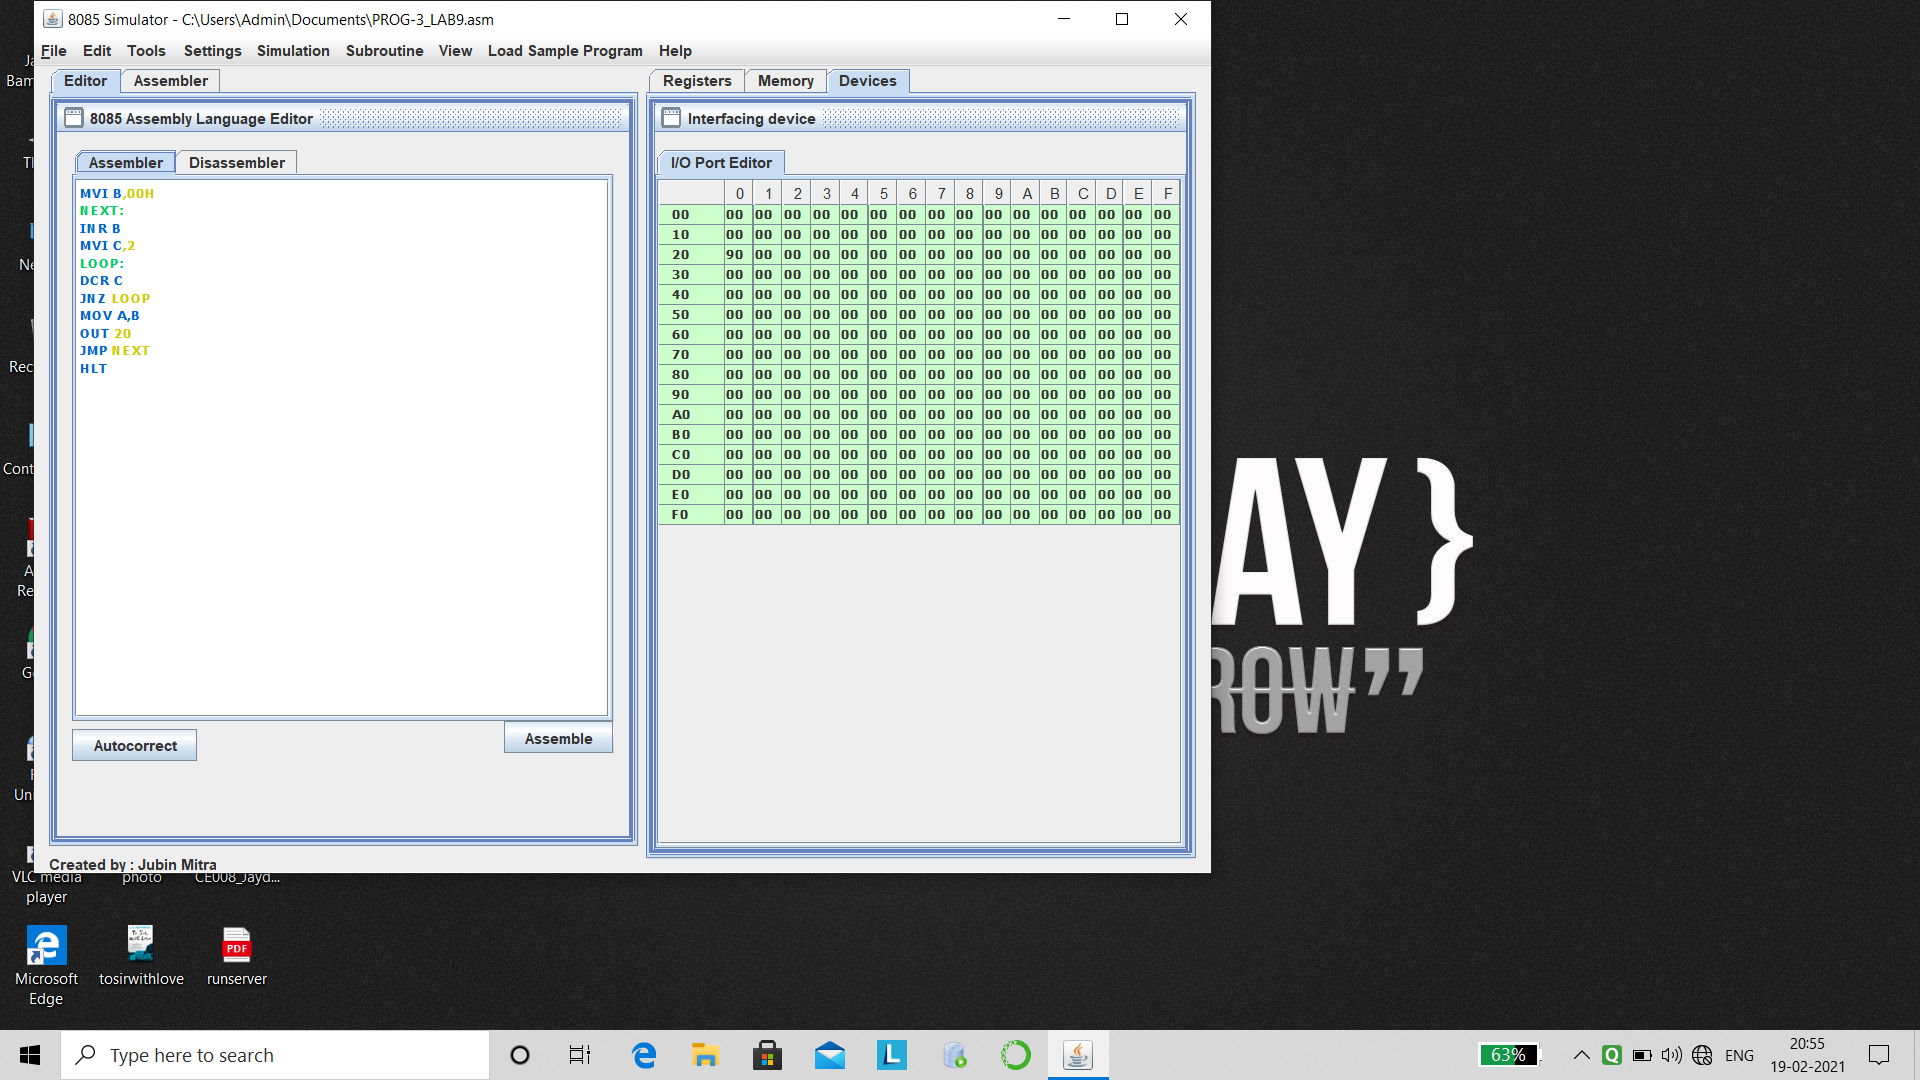 8085 Simulator - C:\Users\Admin\Documents\PROG-3_LAB9.asm
File Edit Tools Settings Simulation Subroutine View Load Sample Program Help
Editor Assembler
8085 Assembly Language Editor
Assembler Disassembler
MVI B,00H
NEXT:
INR B
MVI C,2
LOOP:
DCR C
JNZ LOOP
MOV A,B
OUT 20
JMP NEXT
HLT
Autocorrect
Assemble
Created by : Jubin Mitra
Registers Memory Devices
Interfacing device
I/O Port Editor
0 1 2 3 4 5 6 7 8 9 A B C D E F
00 00 00 00 00 00 00 00 00 00 00 00 00 00 00 00 00
10 00 00 00 00 00 00 00 00 00 00 00 00 00 00 00 00
20 90 00 00 00 00 00 00 00 00 00 00 00 00 00 00 00
30 00 00 00 00 00 00 00 00 00 00 00 00 00 00 00 00
40 00 00 00 00 00 00 00 00 00 00 00 00 00 00 00 00
50 00 00 00 00 00 00 00 00 00 00 00 00 00 00 00 00
60 00 00 00 00 00 00 00 00 00 00 00 00 00 00 00 00
70 00 00 00 00 00 00 00 00 00 00 00 00 00 00 00 00
80 00 00 00 00 00 00 00 00 00 00 00 00 00 00 00 00
90 00 00 00 00 00 00 00 00 00 00 00 00 00 00 00 00
A0 00 00 00 00 00 00 00 00 00 00 00 00 00 00 00 00
B0 00 00 00 00 00 00 00 00 00 00 00 00 00 00 00 00
C0 00 00 00 00 00 00 00 00 00 00 00 00 00 00 00 00
D0 00 00 00 00 00 00 00 00 00 00 00 00 00 00 00 00
E0 00 00 00 00 00 00 00 00 00 00 00 00 00 00 00 00
F0 00 00 00 00 00 00 00 00 00 00 00 00 00 00 00 00
AY}
ROW”
Ja
Bam
Ne
Rec
Cont
Re
Un
VLC media player
photo
CE008_Jayd...
Microsoft Edge
tosirwithlove
PDF
runserver
Type here to search
63%
ENG
20:55
19-02-2021